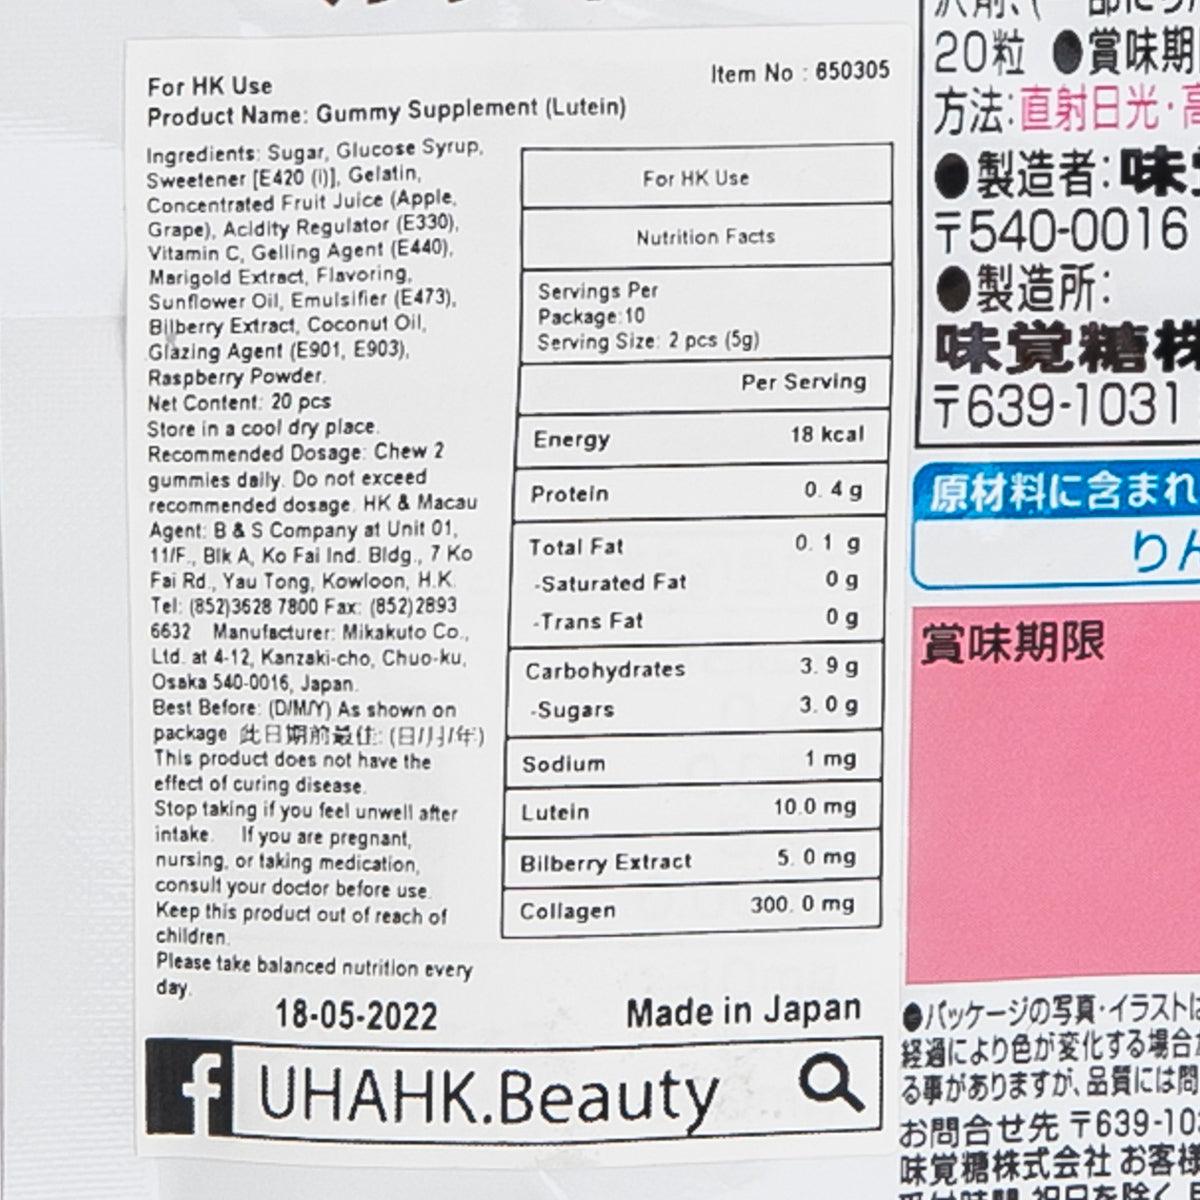 For HK Use
Item No : 650305
Product Name: Gummy Supplement (Lutein)
Ingredients: Sugar, Glucose Syrup,
Sweetener [E420 (i)], Gelatin,
Concentrated Fruit Juice (Apple,
Grape), Acidity Regulator (E330),
Vitamin C, Gelling Agent (E440),
Marigold Extract, Flavoring,
Sunflower Oil, Emulsifier (E473),
Bilberry Extract, Coconut Oil,
Glazing Agent (E901, E903),
Raspberry Powder.
Net Content: 20 pcs
Store in a cool dry place.
Recommended Dosage: Chew 2
gummies daily. Do not exceed
recommended dosage. HK & Macau
Agent: B & S Company at Unit 01,
11/F., Blk A, Ko Fai Ind. Bldg., 7 Ko
Fai Rd., Yau Tong, Kowloon, H.K.
Tel: (852)3628 7800 Fax: (852)2893
6632 Manufacturer: Mikakuto Co.,
Ltd. at 4-12, Kanzaki-cho, Chuo-ku,
Osaka 540-0016, Japan.
Best Before: (D/M/Y) As shown on
package 此日期前最佳: (日/月/年)
This product does not have the
effect of curing disease.
Stop taking if you feel unwell after
intake. If you are pregnant,
nursing, or taking medication,
consult your doctor before use.
Keep this product out of reach of
children.
Please take balanced nutrition every
day.
For HK Use
Nutrition Facts
Servings Per
Package:10
Serving Size: 2 pcs (5g)
Per Serving
Energy 18 kcal
Protein 0.4 g
Total Fat 0.1 g
-Saturated Fat 0 g
-Trans Fat 0 g
Carbohydrates 3.9 g
-Sugars 3.0 g
Sodium 1 mg
Lutein 10.0 mg
Bilberry Extract 5.0 mg
Collagen 300.0 mg
18-05-2022
Made in Japan
f UHAHK.Beauty
20粒 ●賞味期
方法:直射日光・高
●製造者:味
〒540-0016
●製造所:
味覚糖株
〒639-1031
原材料に含まれ
りん
賞味期限
●パッケージの写真・イラストは
経過により色が変化する場合が
る事がありますが、品質には問
お問合せ先 〒639-103
味覚糖株式会社 お客様